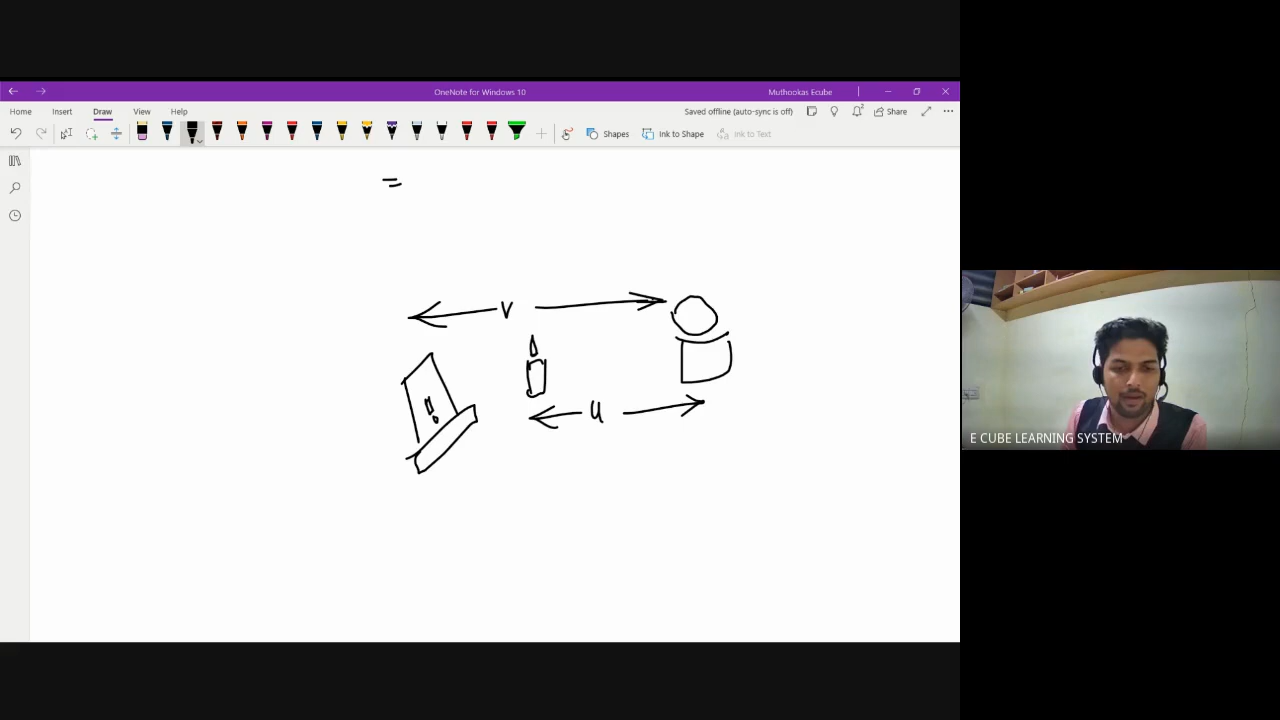 OneNote for Windows 10
Muthookas Ecube
Home Insert Draw View Help
Saved offline (auto-sync is off)
2
Share
Shapes
Ink to Shape
Ink to Text
=
v
u
E CUBE LEARNING SYSTEM